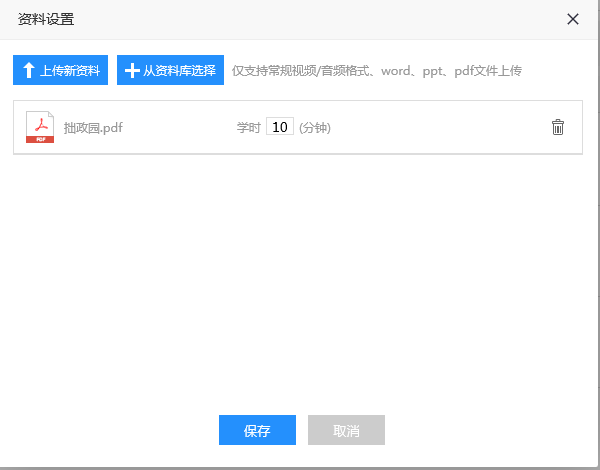 资料设置
上传新资料 从资料库选择 仅支持常规视频/音频格式、word、ppt、pdf文件上传
PDF 拙政园.pdf 学时 10 (分钟)
保存 取消